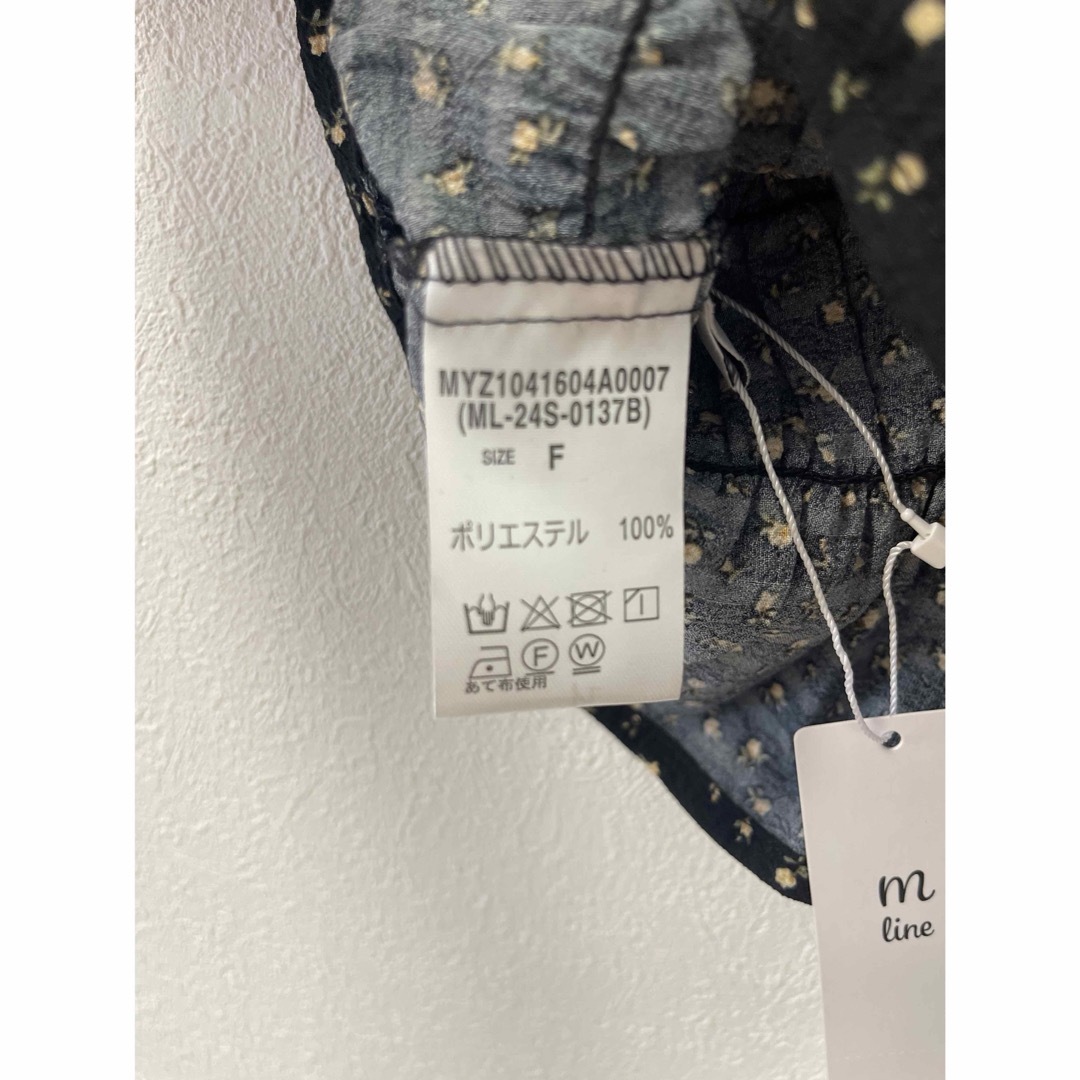 MYZ1041604A0007
(ML-24S-0137B)
SIZE F
ポリエステル 100%
F W
あて布使用
m
line